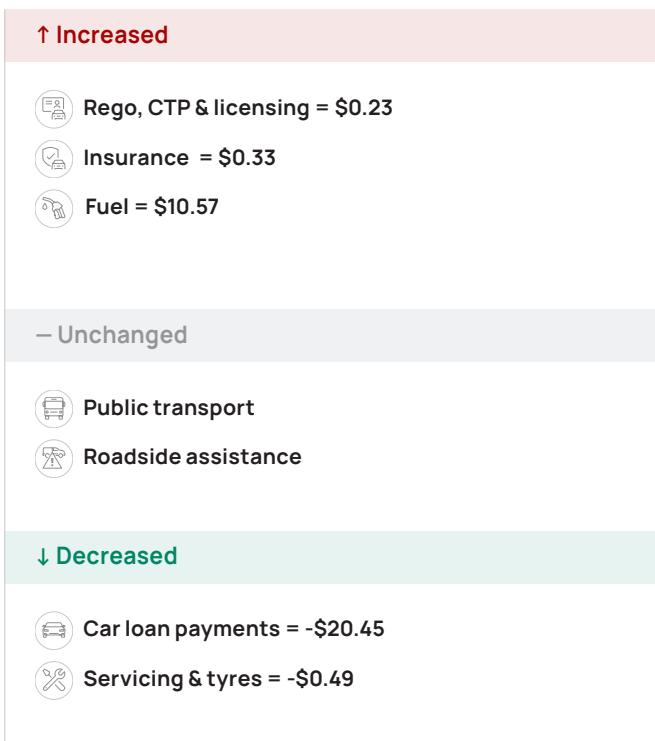 ↑ Increased
Rego, CTP & licensing = $0.23
Insurance = $0.33
Fuel = $10.57
— Unchanged
Public transport
Roadside assistance
↓ Decreased
Car loan payments = -$20.45
Servicing & tyres = -$0.49